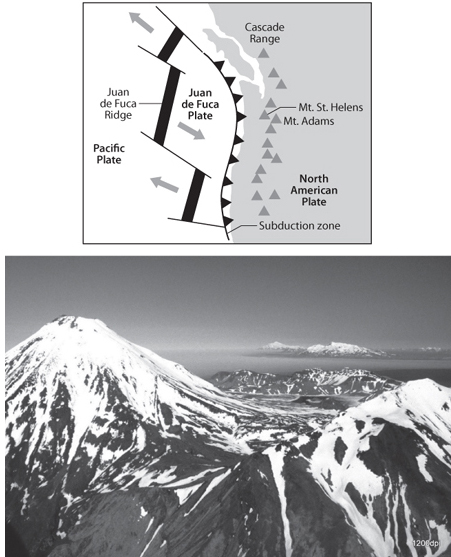 Cascade
Range
Juan
de Fuca
Ridge
Juan
de Fuca
Plate
Mt. St. Helens
Mt. Adams
Pacific
Plate
North
American
Plate
Subduction zone
1200dp